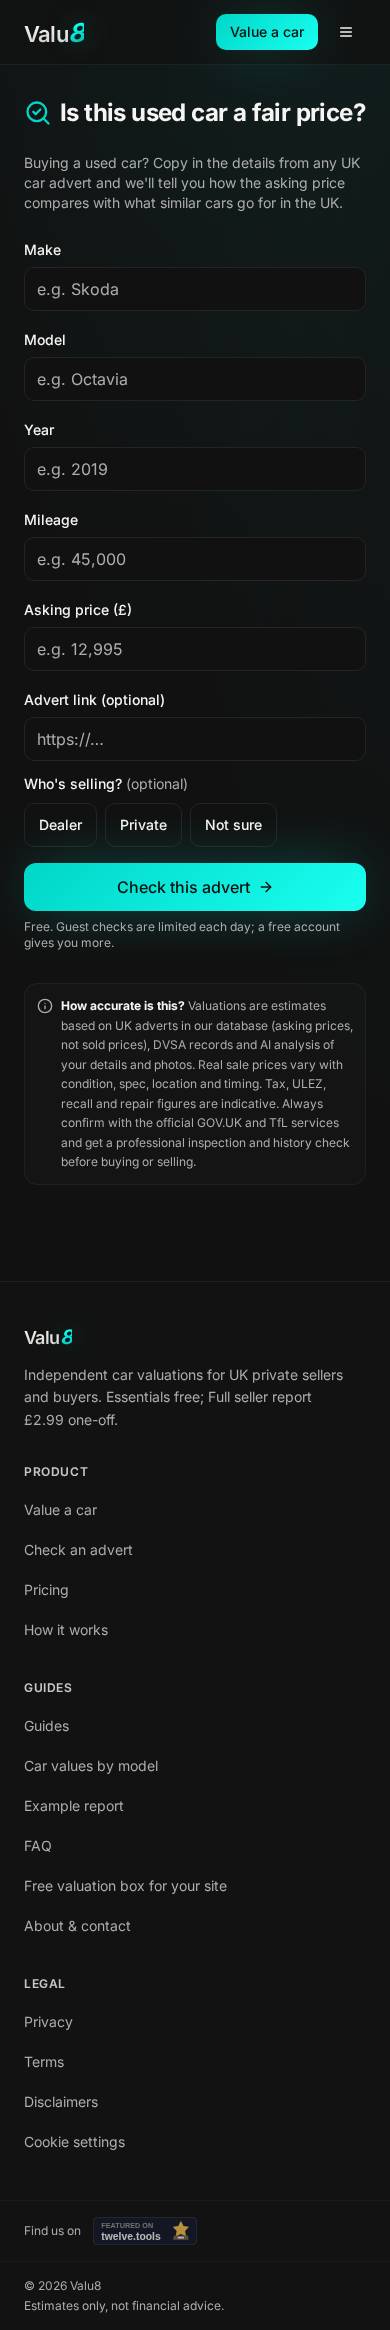 Valu8
Value a car
Is this used car a fair price?
Buying a used car? Copy in the details from any UK
car advert and we'll tell you how the asking price
compares with what similar cars go for in the UK.
Make
e.g. Skoda
Model
e.g. Octavia
Year
e.g. 2019
Mileage
e.g. 45,000
Asking price (£)
e.g. 12,995
Advert link (optional)
https://...
Who's selling? (optional)
Dealer Private Not sure
Check this advert
Free. Guest checks are limited each day; a free account
gives you more.
How accurate is this? Valuations are estimates
based on UK adverts in our database (asking prices,
not sold prices), DVSA records and AI analysis of
your details and photos. Real sale prices vary with
condition, spec, location and timing. Tax, ULEZ,
recall and repair figures are indicative. Always
confirm with the official GOV.UK and TfL services
and get a professional inspection and history check
before buying or selling.
Valu8
Independent car valuations for UK private sellers
and buyers. Essentials free; Full seller report
£2.99 one-off.
PRODUCT
Value a car
Check an advert
Pricing
How it works
GUIDES
Guides
Car values by model
Example report
FAQ
Free valuation box for your site
About & contact
LEGAL
Privacy
Terms
Disclaimers
Cookie settings
Find us on
FEATURED ON
twelve.tools
© 2026 Valu8
Estimates only, not financial advice.